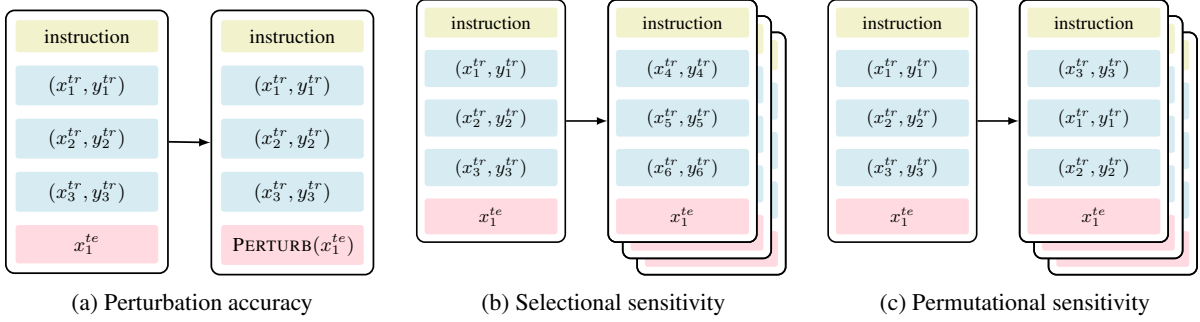 instruction
(x_1^{tr}, y_1^{tr})
(x_2^{tr}, y_2^{tr})
(x_3^{tr}, y_3^{tr})
x_1^{te}
instruction
(x_1^{tr}, y_1^{tr})
(x_2^{tr}, y_2^{tr})
(x_3^{tr}, y_3^{tr})
PERTURB(x_1^{te})
(a) Perturbation accuracy
instruction
(x_1^{tr}, y_1^{tr})
(x_2^{tr}, y_2^{tr})
(x_3^{tr}, y_3^{tr})
x_1^{te}
instruction
(x_4^{tr}, y_4^{tr})
(x_5^{tr}, y_5^{tr})
(x_6^{tr}, y_6^{tr})
x_1^{te}
(b) Selectional sensitivity
instruction
(x_1^{tr}, y_1^{tr})
(x_2^{tr}, y_2^{tr})
(x_3^{tr}, y_3^{tr})
x_1^{te}
instruction
(x_3^{tr}, y_3^{tr})
(x_1^{tr}, y_1^{tr})
(x_2^{tr}, y_2^{tr})
x_1^{te}
(c) Permutational sensitivity